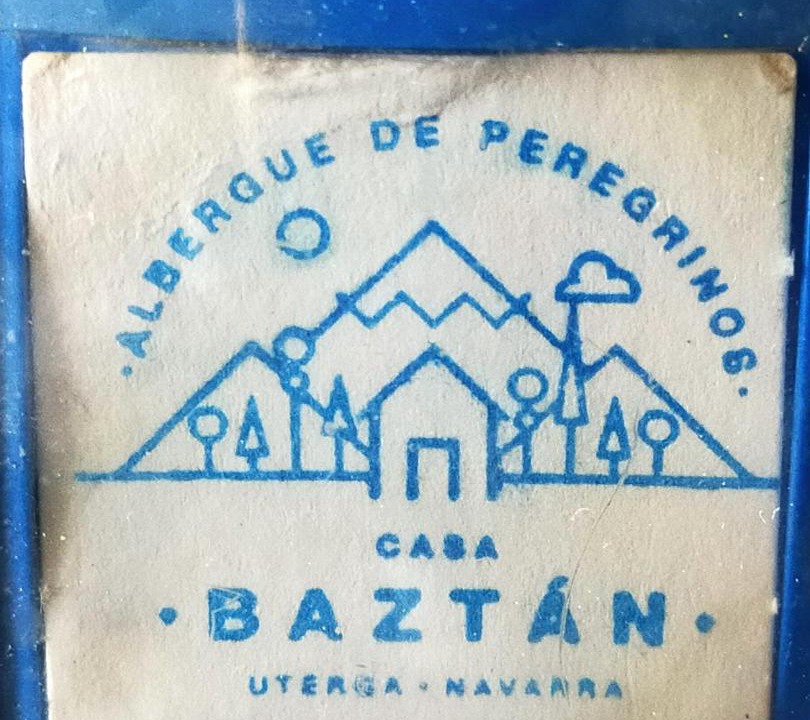 ·ALBERGUE DE PEREGRINOS·
CASA
·BAZTÁN·
UTERGA·NAVARRA